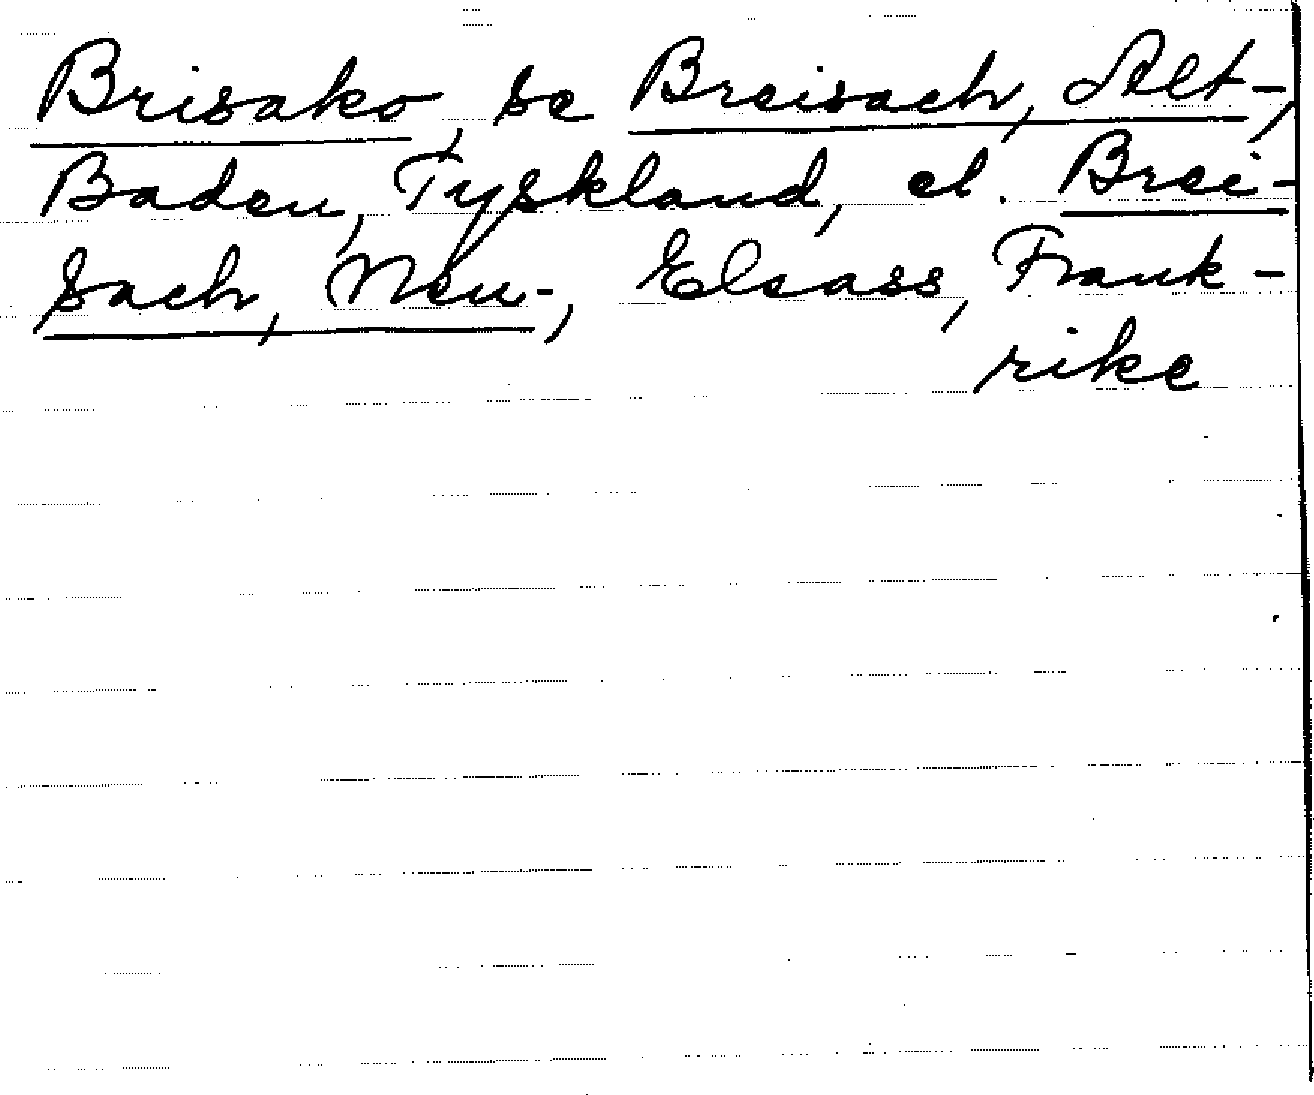 Brisako, se Breisach, Alt-,
Baden, Tyskland, el. Brei-
sach, Neu-, Elsass, Frank-
rike